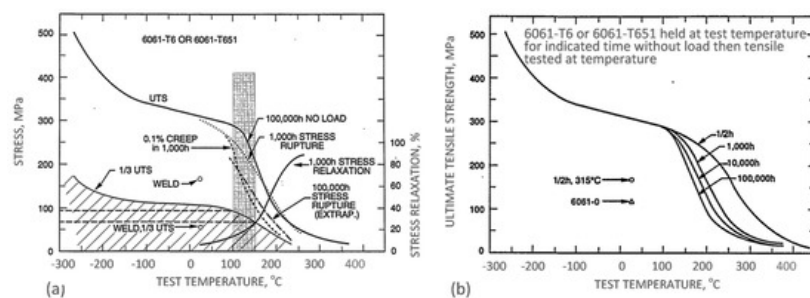 6061-T6 OR 6061-T651
STRESS, MPa
500
400
300
200
100
0
UTS
100,000h NO LOAD
0.1% CREEP
in 1,000h
1,000h STRESS
RUPTURE
1/3 UTS
WELD
1,000h STRESS
RELAXATION
100,000h
STRESS
RUPTURE
(EXTRAP.)
WELD,1/3 UTS
100
80
60
40
20
0
STRESS RELAXATION, %
-300 -200 -100 0 100 200 300 400
TEST TEMPERATURE, °C
(a)
6061-T6 or 6061-T651 held at test temperature
for indicated time without load then tensile
tested at temperature
ULTIMATE TENSILE STRENGTH, MPa
500
400
300
200
100
0
1/2h
1,000h
10,000h
100,000h
1/2h, 315°C
6061-0
-300 -200 -100 0 100 200 300 400
TEST TEMPERATURE, °C
(b)